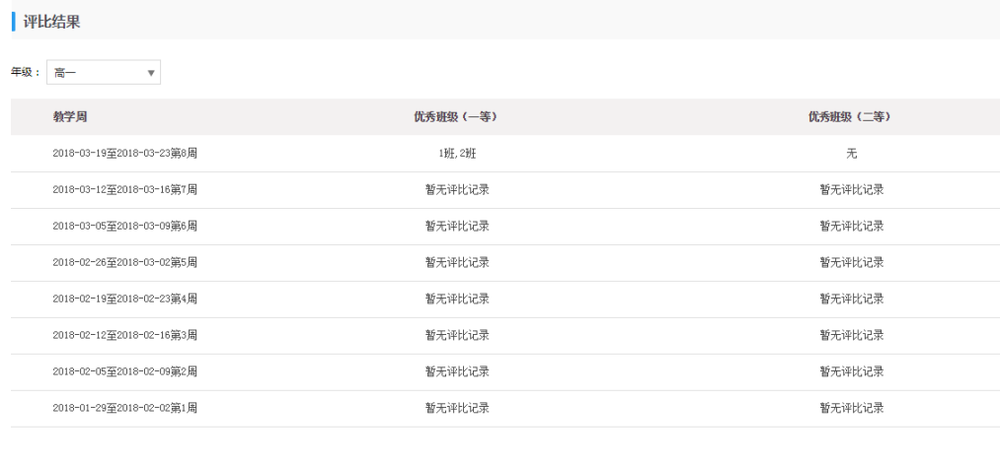 评比结果
年级： 高一
教学周 优秀班级（一等） 优秀班级（二等）
2018-03-19至2018-03-23第8周 1班,2班 无
2018-03-12至2018-03-16第7周 暂无评比记录 暂无评比记录
2018-03-05至2018-03-09第6周 暂无评比记录 暂无评比记录
2018-02-26至2018-03-02第5周 暂无评比记录 暂无评比记录
2018-02-19至2018-02-23第4周 暂无评比记录 暂无评比记录
2018-02-12至2018-02-16第3周 暂无评比记录 暂无评比记录
2018-02-05至2018-02-09第2周 暂无评比记录 暂无评比记录
2018-01-29至2018-02-02第1周 暂无评比记录 暂无评比记录